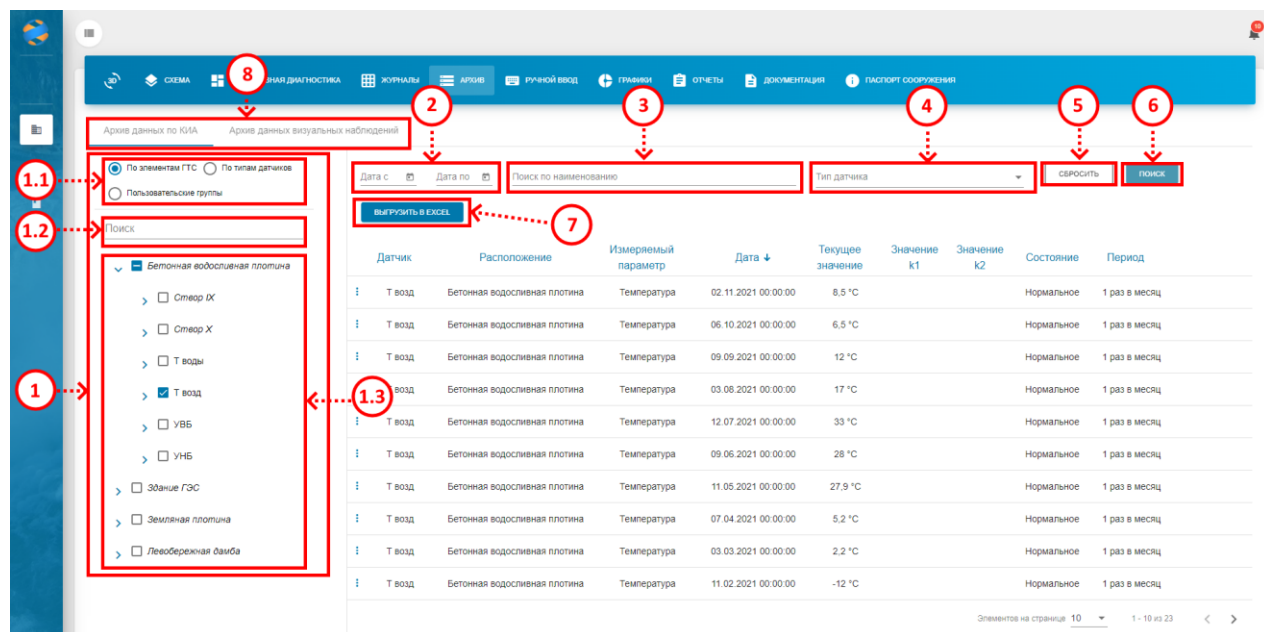 10
3D СХЕМА НАЯ ДИАГНОСТИКА ЖУРНАЛЫ АРХИВ РУЧНОЙ ВВОД ГРАФИКИ ОТЧЕТЫ ДОКУМЕНТАЦИЯ ПАСПОРТ СООРУЖЕНИЯ
8 2 3 4 5 6
Архив данных по КИА Архив данных визуальных наблюдений
1.1 По элементам ГТС По типам датчиков
Пользовательские группы
Дата с Дата по Поиск по наименованию Тип датчика СБРОСИТЬ ПОИСК
ВЫГРУЗИТЬ В EXCEL 7
1.2 Поиск
1 1.3
Бетонная водосливная плотина
Створ IX
Створ X
Т воды
Т возд
УВБ
УНБ
Здание ГЭС
Земляная плотина
Левобережная дамба
Датчик Расположение Измеряемый параметр Дата Текущее значение Значение k1 Значение k2 Состояние Период
Т возд Бетонная водосливная плотина Температура 02.11.2021 00:00:00 8,5 °C Нормальное 1 раз в месяц
Т возд Бетонная водосливная плотина Температура 06.10.2021 00:00:00 6,5 °C Нормальное 1 раз в месяц
Т возд Бетонная водосливная плотина Температура 09.09.2021 00:00:00 12 °C Нормальное 1 раз в месяц
возд Бетонная водосливная плотина Температура 03.08.2021 00:00:00 17 °C Нормальное 1 раз в месяц
Т возд Бетонная водосливная плотина Температура 12.07.2021 00:00:00 33 °C Нормальное 1 раз в месяц
Т возд Бетонная водосливная плотина Температура 09.06.2021 00:00:00 28 °C Нормальное 1 раз в месяц
Т возд Бетонная водосливная плотина Температура 11.05.2021 00:00:00 27,9 °C Нормальное 1 раз в месяц
Т возд Бетонная водосливная плотина Температура 07.04.2021 00:00:00 5,2 °C Нормальное 1 раз в месяц
Т возд Бетонная водосливная плотина Температура 03.03.2021 00:00:00 2,2 °C Нормальное 1 раз в месяц
Т возд Бетонная водосливная плотина Температура 11.02.2021 00:00:00 -12 °C Нормальное 1 раз в месяц
Элементов на странице 10 1 - 10 из 23